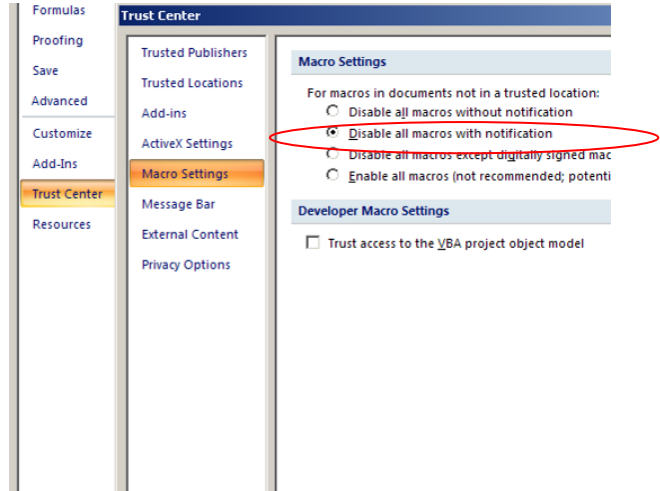 Formulas
Proofing
Save
Advanced
Customize
Add-Ins
Trust Center
Resources
Trust Center
Trusted Publishers
Trusted Locations
Add-ins
ActiveX Settings
Macro Settings
Message Bar
External Content
Privacy Options
Macro Settings
For macros in documents not in a trusted location:
Disable all macros without notification
Disable all macros with notification
Disable all macros except digitally signed mac
Enable all macros (not recommended; potenti
Developer Macro Settings
Trust access to the VBA project object model